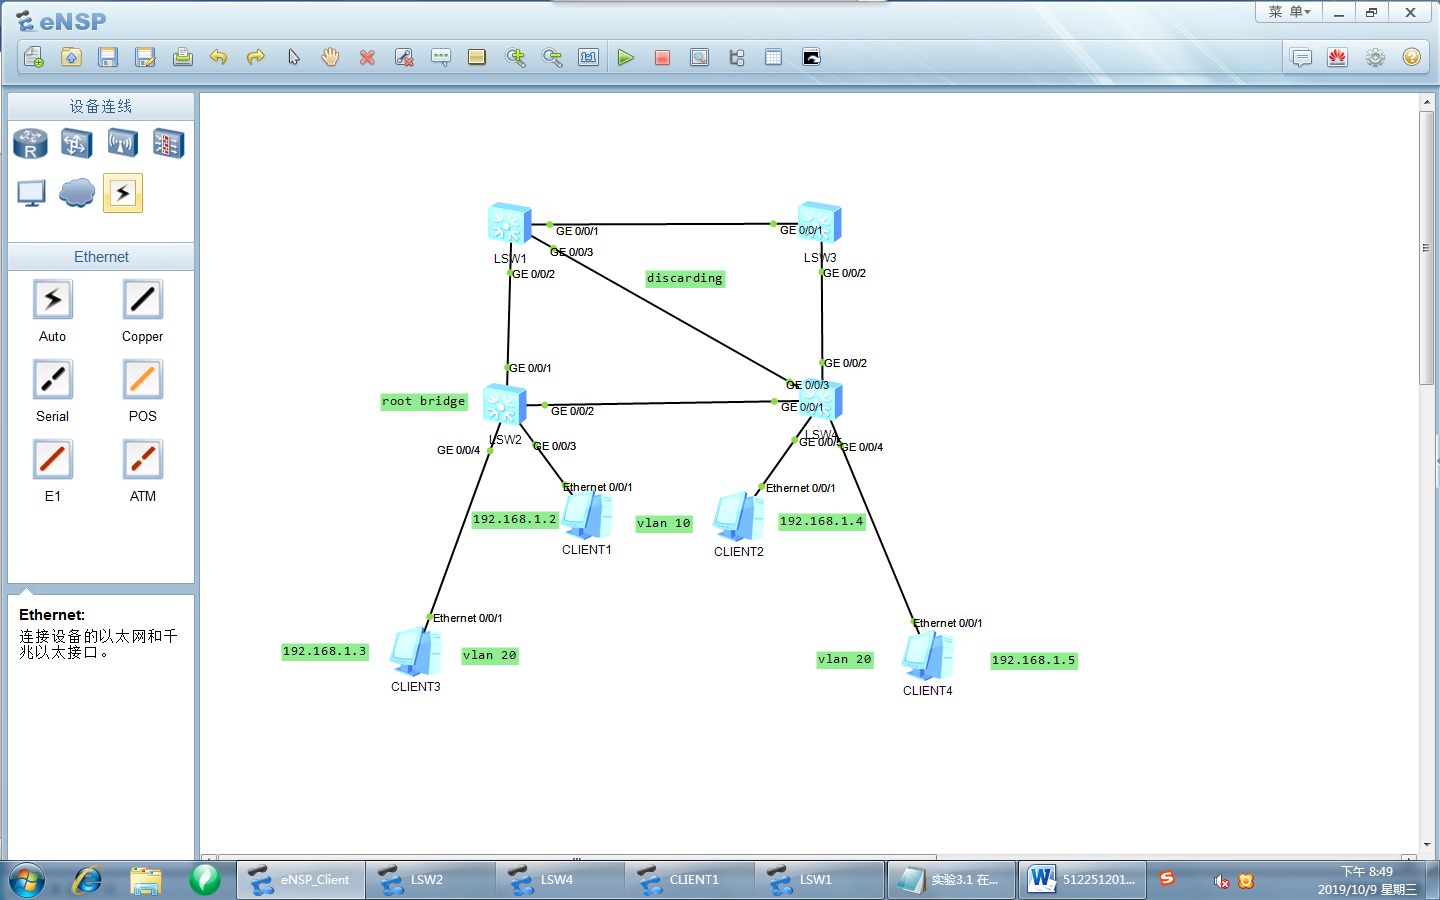 eNSP
菜 单
设备连线
Ethernet
Auto
Copper
Serial
POS
E1
ATM
Ethernet:
连接设备的以太网和千
兆以太接口。
GE 0/0/1
GE 0/0/1
GE 0/0/3
LSW1
LSW3
GE 0/0/2
GE 0/0/2
discarding
GE 0/0/1
GE 0/0/2
GE 0/0/3
root bridge
GE 0/0/2
GE 0/0/1
LSW2
LSW4
GE 0/0/4
GE 0/0/3
GE 0/0/5
GE 0/0/4
Ethernet 0/0/1
Ethernet 0/0/1
192.168.1.2
vlan 10
192.168.1.4
CLIENT1
CLIENT2
Ethernet 0/0/1
Ethernet 0/0/1
192.168.1.3
vlan 20
vlan 20
192.168.1.5
CLIENT3
CLIENT4
eNSP_Client
LSW2
LSW4
CLIENT1
LSW1
实验3.1 在...
512251201...
下午 8:49
2019/10/9 星期三